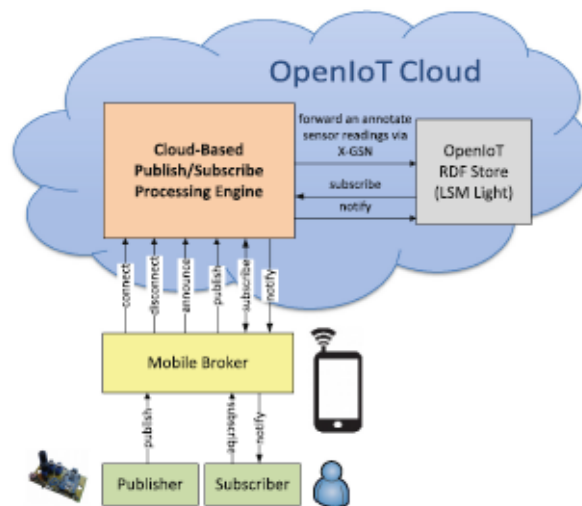 OpenIoT Cloud
Cloud-Based
Publish/Subscribe
Processing Engine
forward an annotate
sensor readings via
X-GSN
subscribe
notify
OpenIoT
RDF Store
(LSM Light)
connect
disconnect
announce
publish
subscribe
notify
Mobile Broker
publish
subscribe
notify
Publisher
Subscriber